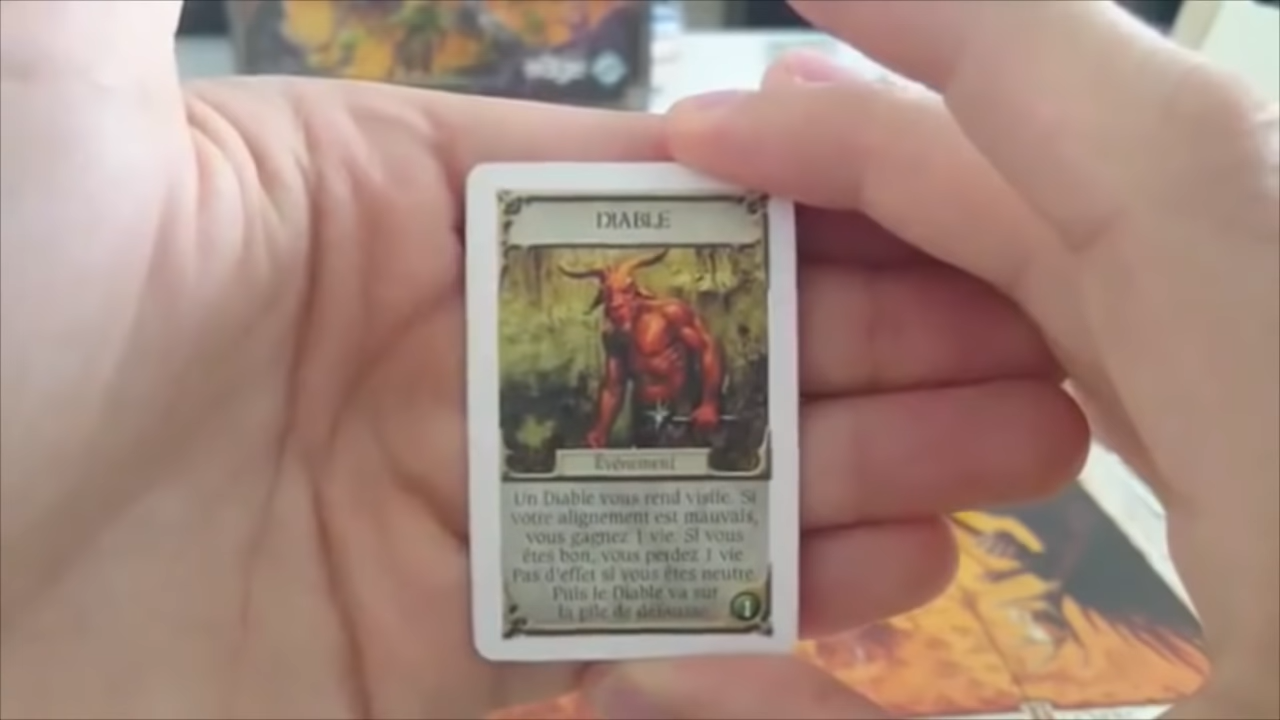 DIABLE
Événement
Un Diable vous rend visite. Si
votre alignement est mauvais,
vous gagnez 1 vie. Si vous
êtes bon, vous perdez 1 vie.
Pas d'effet si vous êtes neutre.
Puis le Diable va sur
la pile de défausse.
1